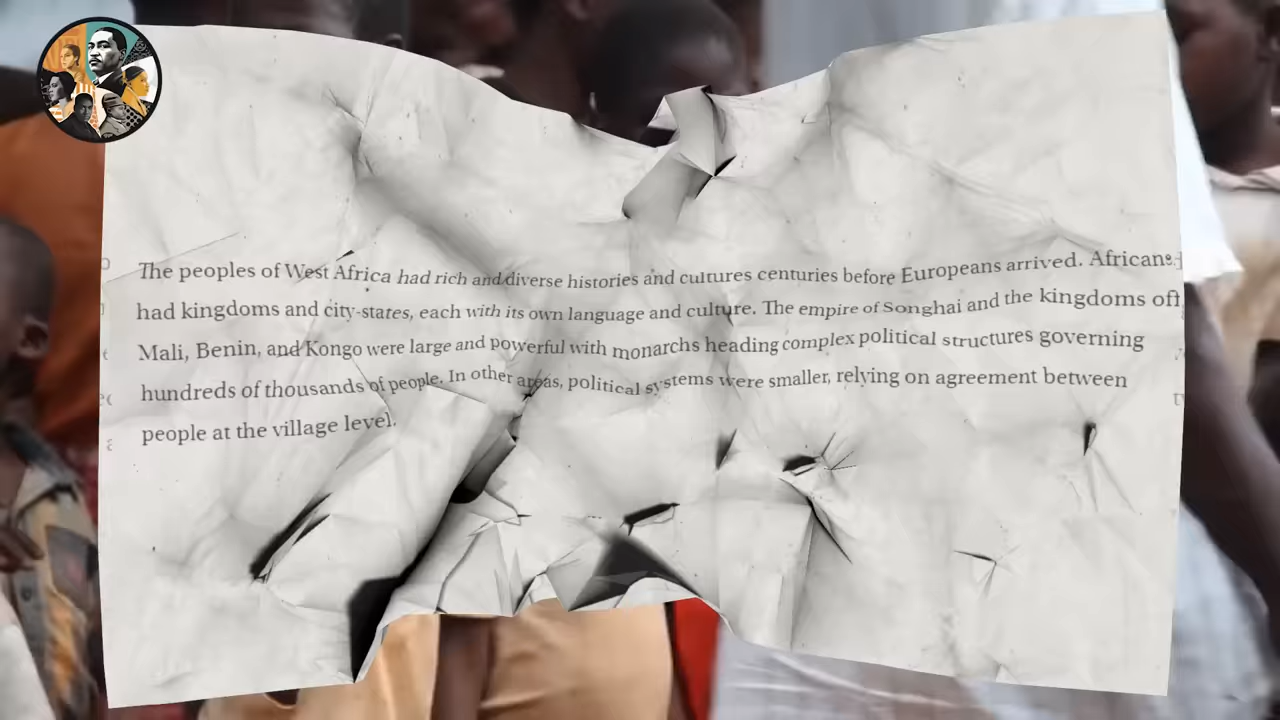 The peoples of West Africa had rich and diverse histories and cultures centuries before Europeans arrived. Africans
had kingdoms and city-states, each with its own language and culture. The empire of Songhai and the kingdoms of
Mali, Benin, and Kongo were large and powerful with monarchs heading complex political structures governing
hundreds of thousands of people. In other areas, political systems were smaller, relying on agreement between
people at the village level.